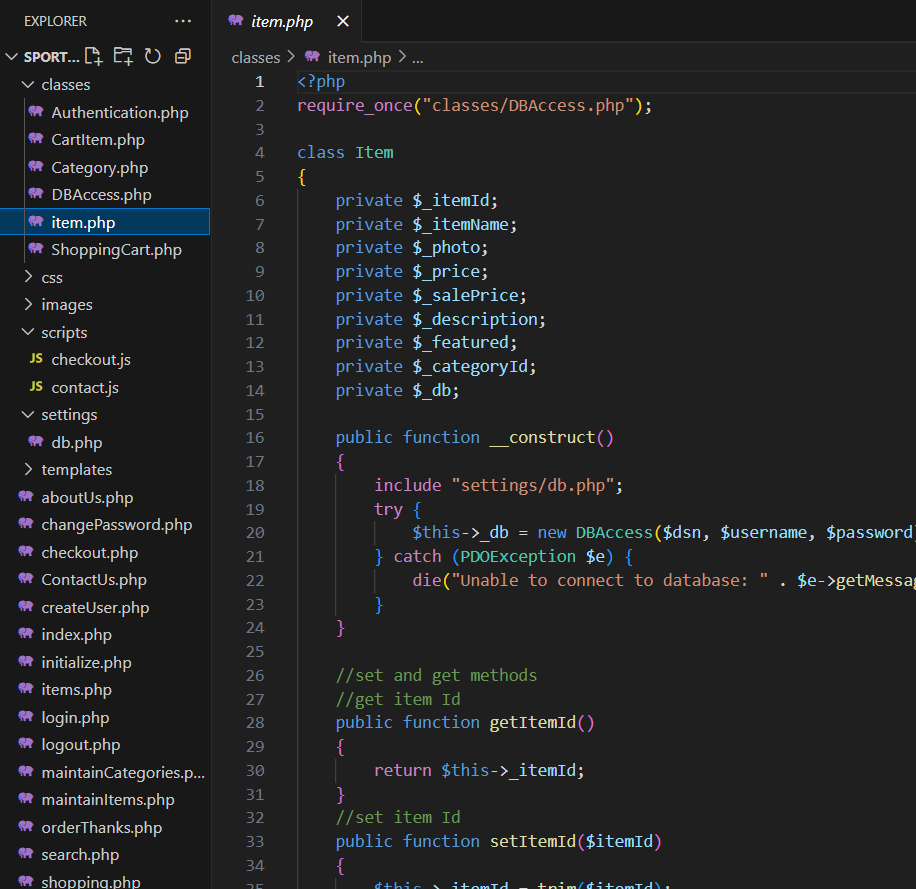 EXPLORER
SPORT...
classes
Authentication.php
CartItem.php
Category.php
DBAccess.php
item.php
ShoppingCart.php
css
images
scripts
JS checkout.js
JS contact.js
settings
db.php
templates
aboutUs.php
changePassword.php
checkout.php
ContactUs.php
createUser.php
index.php
initialize.php
items.php
login.php
logout.php
maintainCategories.p...
maintainItems.php
orderThanks.php
search.php
shopping.php
item.php
classes > item.php > ...
1 <?php
2 require_once("classes/DBAccess.php");
3
4 class Item
5 {
6     private $_itemId;
7     private $_itemName;
8     private $_photo;
9     private $_price;
10     private $_salePrice;
11     private $_description;
12     private $_featured;
13     private $_categoryId;
14     private $_db;
15
16     public function __construct()
17     {
18         include "settings/db.php";
19         try {
20             $this->_db = new DBAccess($dsn, $username, $password)
21         } catch (PDOException $e) {
22             die("Unable to connect to database: " . $e->getMessag
23         }
24     }
25
26     //set and get methods
27     //get item Id
28     public function getItemId()
29     {
30         return $this->_itemId;
31     }
32     //set item Id
33     public function setItemId($itemId)
34     {
35         $this->_itemId = trim($itemId);